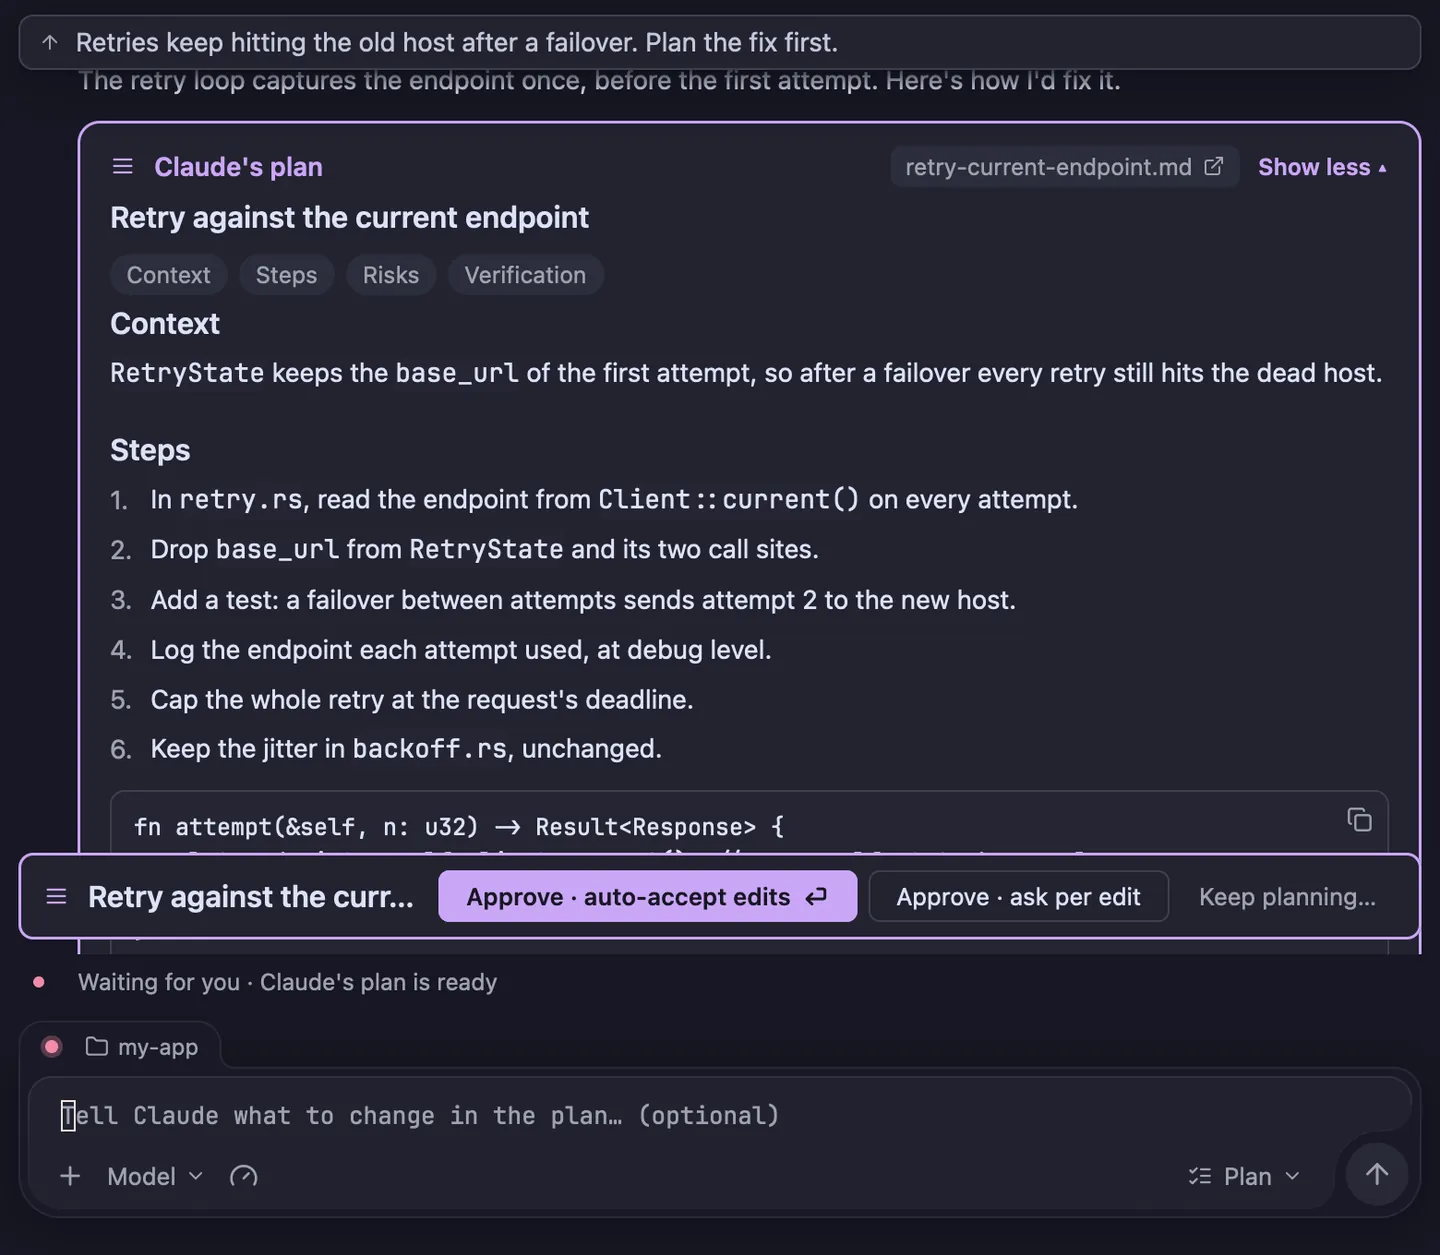 Retries keep hitting the old host after a failover. Plan the fix first.
The retry loop captures the endpoint once, before the first attempt. Here's how I'd fix it.
Claude's plan
retry-current-endpoint.md
Show less
Retry against the current endpoint
Context
Steps
Risks
Verification
Context
RetryState keeps the base_url of the first attempt, so after a failover every retry still hits the dead host.
Steps
1. In retry.rs, read the endpoint from Client::current() on every attempt.
2. Drop base_url from RetryState and its two call sites.
3. Add a test: a failover between attempts sends attempt 2 to the new host.
4. Log the endpoint each attempt used, at debug level.
5. Cap the whole retry at the request's deadline.
6. Keep the jitter in backoff.rs, unchanged.
fn attempt(&self, n: u32) -> Result<Response> {
Retry against the curr...
Approve · auto-accept edits
Approve · ask per edit
Keep planning...
Waiting for you · Claude's plan is ready
my-app
Tell Claude what to change in the plan… (optional)
Model
Plan